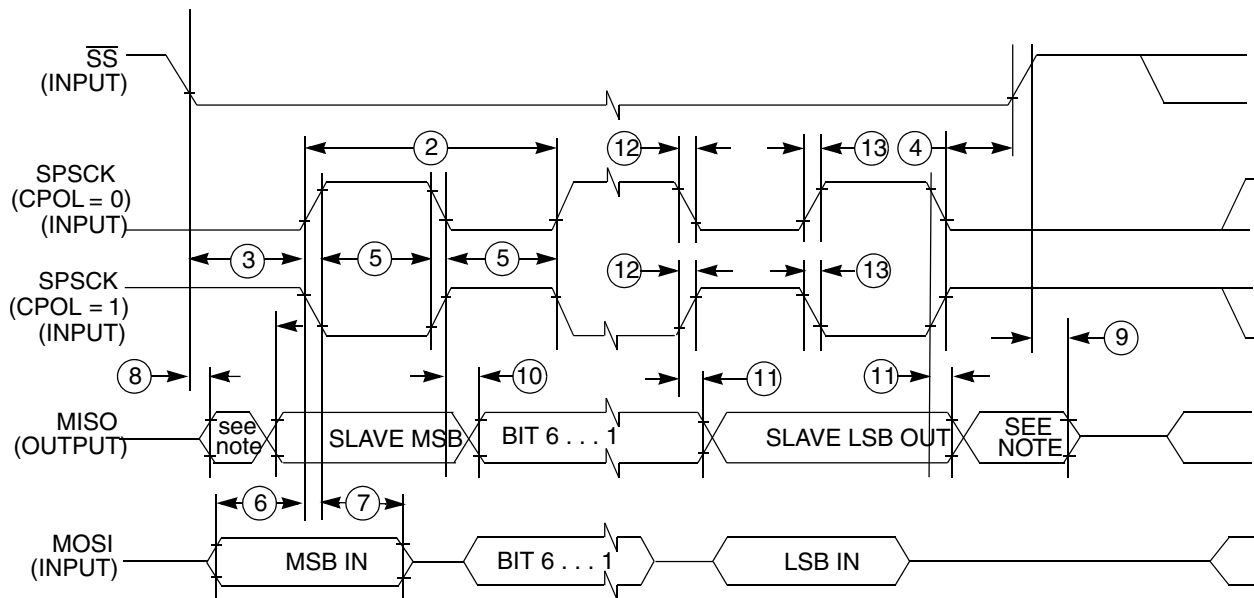 SS
(INPUT)
2
12
13
4
SPSCK
(CPOL = 0)
(INPUT)
3
5
5
12
13
SPSCK
(CPOL = 1)
(INPUT)
8
10
11
11
9
MISO
(OUTPUT)
see
note
SLAVE MSB
BIT 6 . . . 1
SLAVE LSB OUT
SEE
NOTE
6
7
MOSI
(INPUT)
MSB IN
BIT 6 . . . 1
LSB IN